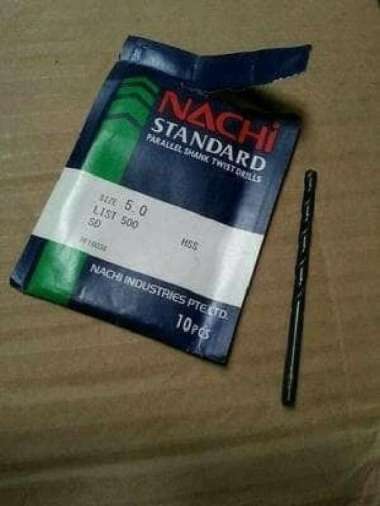 NACHi
STANDARD
PARALLEL SHANK TWIST DRILLS
SIZE 5.0
LIST 500
SD HSS
NACHI INDUSTRIES PTE.LTD.
10PCS